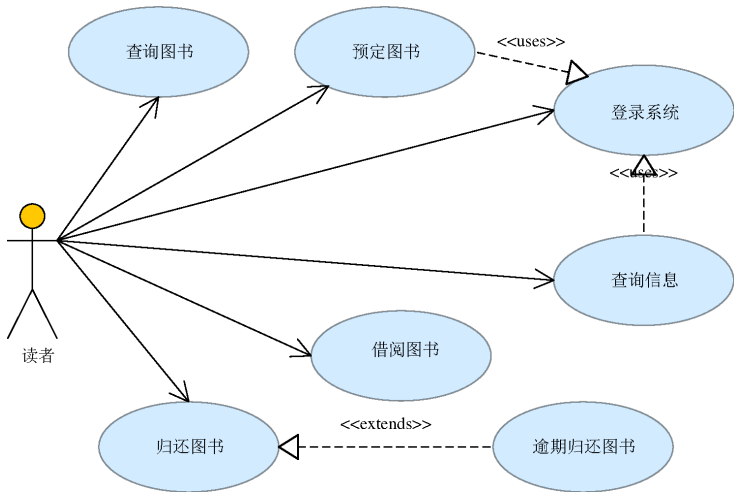 查询图书
预定图书
<<uses>>
登录系统
<<uses>>
查询信息
读者
借阅图书
归还图书
<<extends>>
逾期归还图书